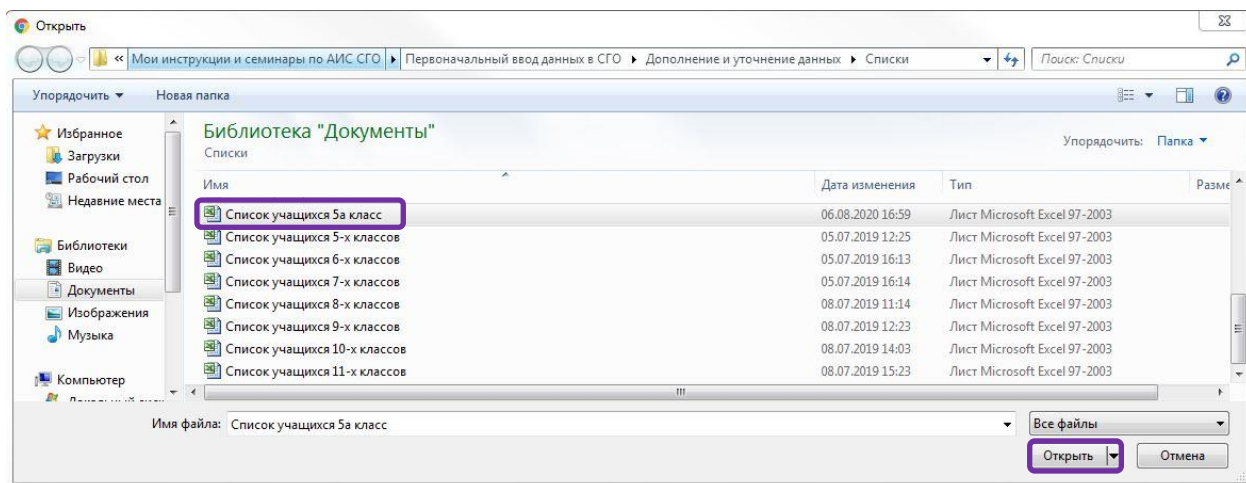 Открыть
« Мои инструкции и семинары по АИС СГО ▸ Первоначальный ввод данных в СГО ▸ Дополнение и уточнение данных ▸ Списки
Поиск: Списки
Упорядочить ▼ Новая папка
Избранное
Загрузки
Рабочий стол
Недавние места
Библиотеки
Видео
Документы
Изображения
Музыка
Компьютер
Библиотека "Документы"
Списки
Упорядочить: Папка ▼
Имя Дата изменения Тип Разме
Список учащихся 5а класс 06.08.2020 16:59 Лист Microsoft Excel 97-2003
Список учащихся 5-х классов 05.07.2019 12:25 Лист Microsoft Excel 97-2003
Список учащихся 6-х классов 05.07.2019 16:13 Лист Microsoft Excel 97-2003
Список учащихся 7-х классов 05.07.2019 16:14 Лист Microsoft Excel 97-2003
Список учащихся 8-х классов 08.07.2019 11:14 Лист Microsoft Excel 97-2003
Список учащихся 9-х классов 08.07.2019 12:23 Лист Microsoft Excel 97-2003
Список учащихся 10-х классов 08.07.2019 14:03 Лист Microsoft Excel 97-2003
Список учащихся 11-х классов 08.07.2019 15:23 Лист Microsoft Excel 97-2003
Имя файла: Список учащихся 5а класс Все файлы
Открыть Отмена